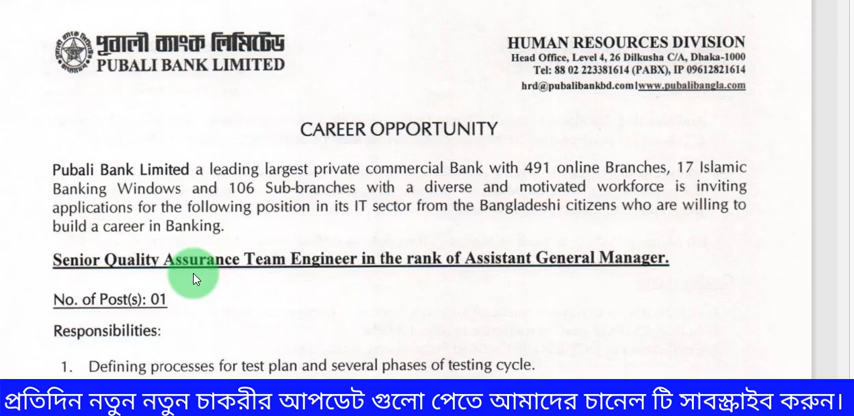 পূবালী ব্যাংক লিমিটেড
PUBALI BANK LIMITED
HUMAN RESOURCES DIVISION
Head Office, Level 4, 26 Dilkusha C/A, Dhaka-1000
Tel: 88 02 223381614 (PABX), IP 09612821614
hrd@pubalibankbd.com|www.pubalibangla.com
CAREER OPPORTUNITY
Pubali Bank Limited a leading largest private commercial Bank with 491 online Branches, 17 Islamic
Banking Windows and 106 Sub-branches with a diverse and motivated workforce is inviting
applications for the following position in its IT sector from the Bangladeshi citizens who are willing to
build a career in Banking.
Senior Quality Assurance Team Engineer in the rank of Assistant General Manager.
No. of Post(s): 01
Responsibilities:
1. Defining processes for test plan and several phases of testing cycle.
প্রতিদিন নতুন নতুন চাকরীর আপডেট গুলো পেতে আমাদের চানেল টি সাবস্ক্রাইব করুন।